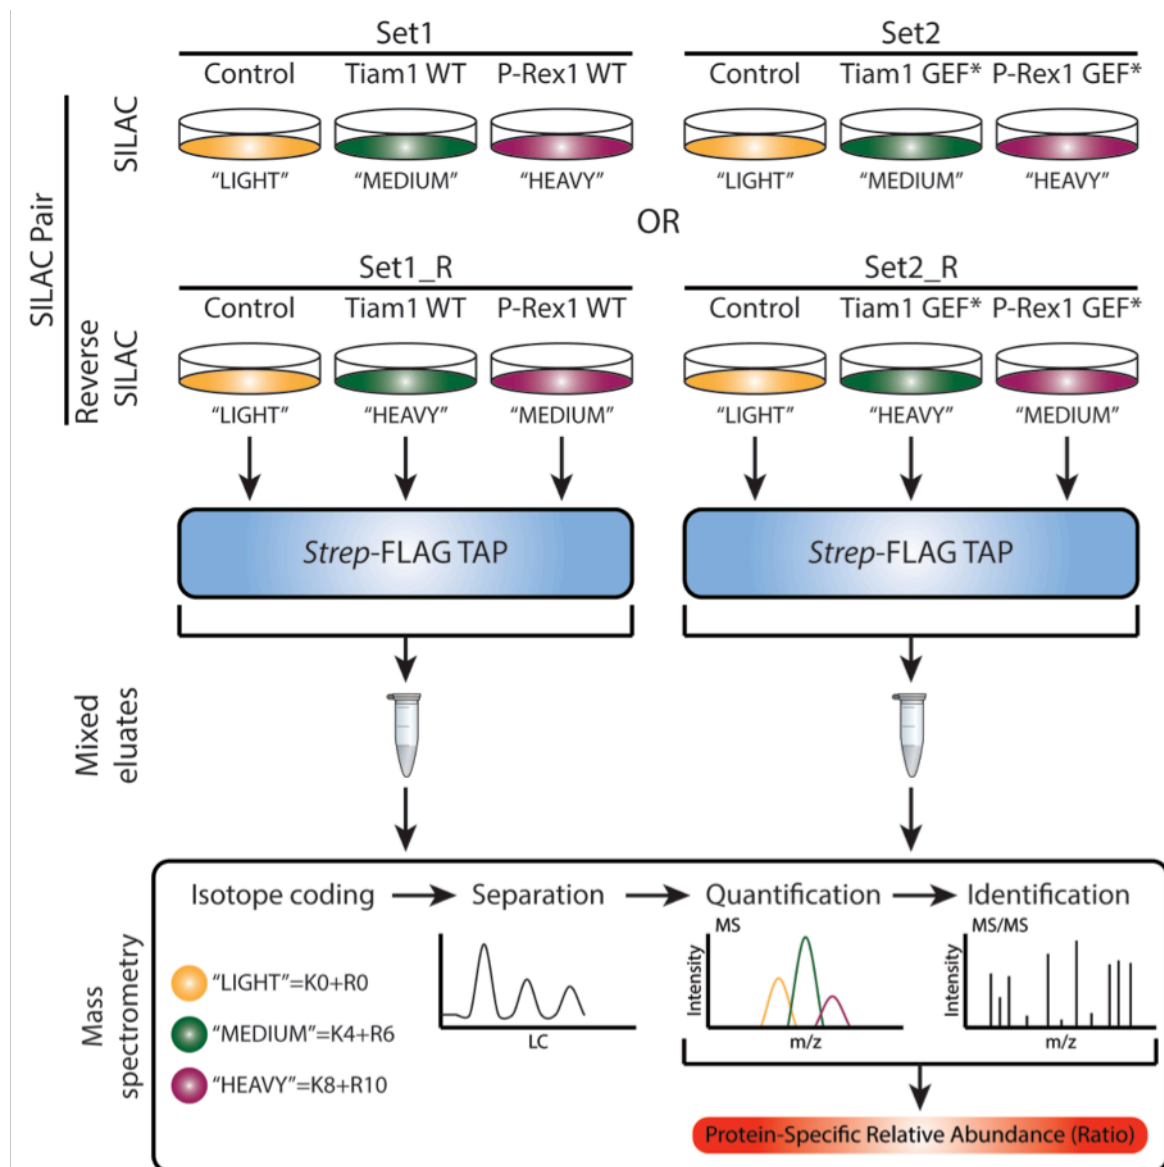 Set1
Set2
Control Tiam1 WT P-Rex1 WT
Control Tiam1 GEF* P-Rex1 GEF*
SILAC Pair
SILAC
"LIGHT" "MEDIUM" "HEAVY"
"LIGHT" "MEDIUM" "HEAVY"
OR
Set1_R
Set2_R
Control Tiam1 WT P-Rex1 WT
Control Tiam1 GEF* P-Rex1 GEF*
Reverse
SILAC
"LIGHT" "HEAVY" "MEDIUM"
"LIGHT" "HEAVY" "MEDIUM"
Strep-FLAG TAP
Strep-FLAG TAP
Mixed
eluates
Mass
spectrometry
Isotope coding Separation Quantification Identification
"LIGHT"=K0+R0
"MEDIUM"=K4+R6
"HEAVY"=K8+R10
LC
MS
Intensity
m/z
MS/MS
Intensity
m/z
Protein-Specific Relative Abundance (Ratio)